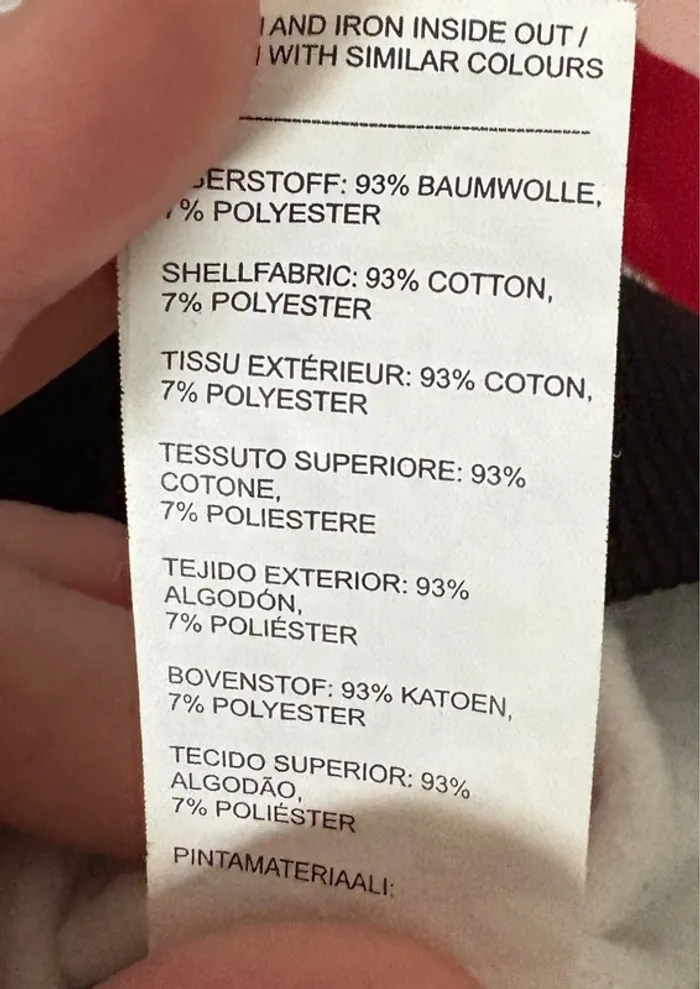 AND IRON INSIDE OUT /
WITH SIMILAR COLOURS
93% BAUMWOLLE,
% POLYESTER
SHELLFABRIC: 93% COTTON,
7% POLYESTER
TISSU EXTÉRIEUR: 93% COTON,
7% POLYESTER
TESSUTO SUPERIORE: 93%
COTONE,
7% POLIESTERE
TEJIDO EXTERIOR: 93%
ALGODÓN,
7% POLIÉSTER
BOVENSTOF: 93% KATOEN,
7% POLYESTER
TECIDO SUPERIOR: 93%
ALGODÃO,
7% POLIÉSTER
PINTAMATERIAALI: